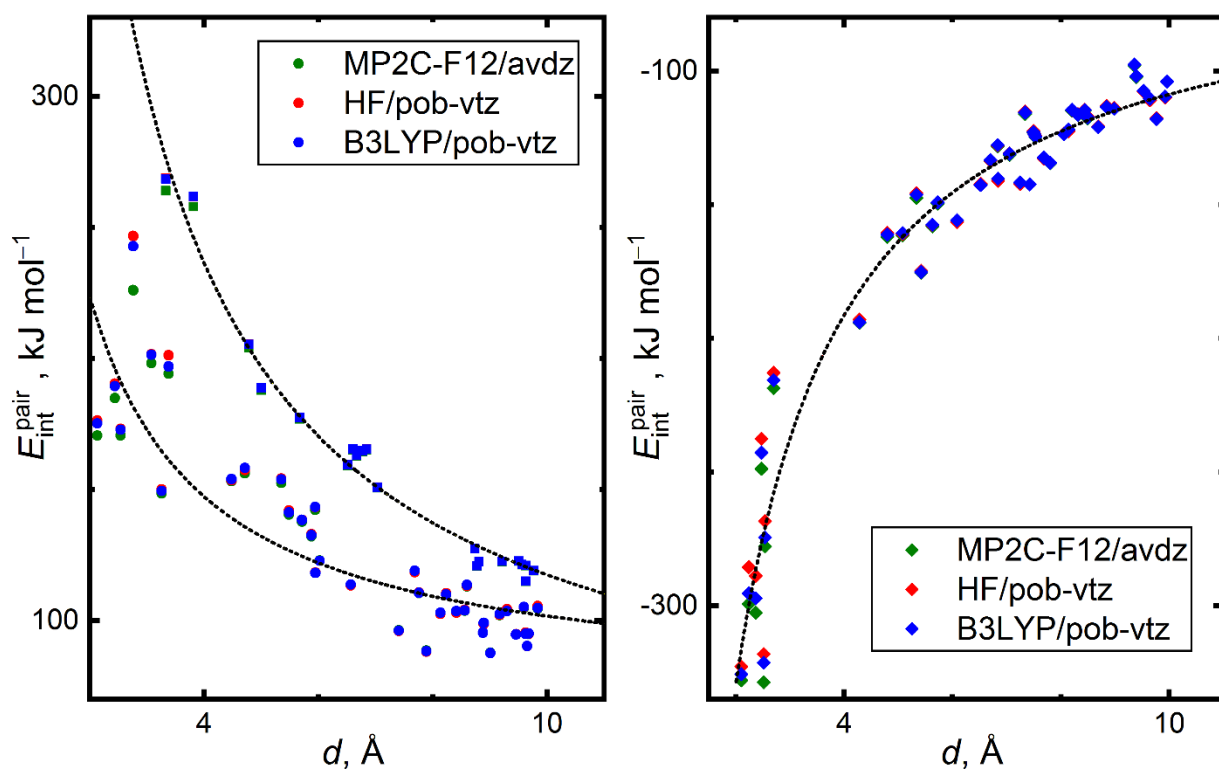 300
100
4
10
E_int^pair , kJ mol⁻¹
d, Å
MP2C-F12/avdz
HF/pob-vtz
B3LYP/pob-vtz
-100
-300
4
10
E_int^pair , kJ mol⁻¹
d, Å
MP2C-F12/avdz
HF/pob-vtz
B3LYP/pob-vtz